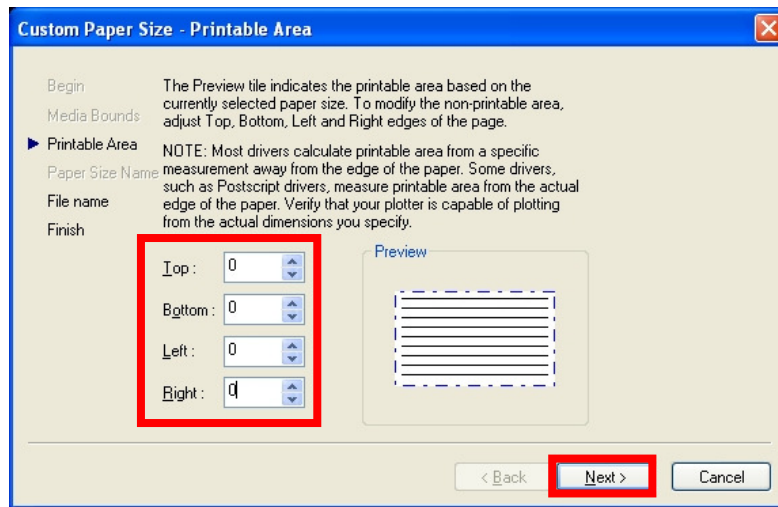 Custom Paper Size - Printable Area
Begin
Media Bounds
Printable Area
Paper Size Name
File name
Finish
The Preview tile indicates the printable area based on the
currently selected paper size. To modify the non-printable area,
adjust Top, Bottom, Left and Right edges of the page.
NOTE: Most drivers calculate printable area from a specific
measurement away from the edge of the paper. Some drivers,
such as Postscript drivers, measure printable area from the actual
edge of the paper. Verify that your plotter is capable of plotting
from the actual dimensions you specify.
Top : 0
Bottom : 0
Left : 0
Right : 0
Preview
< Back
Next >
Cancel